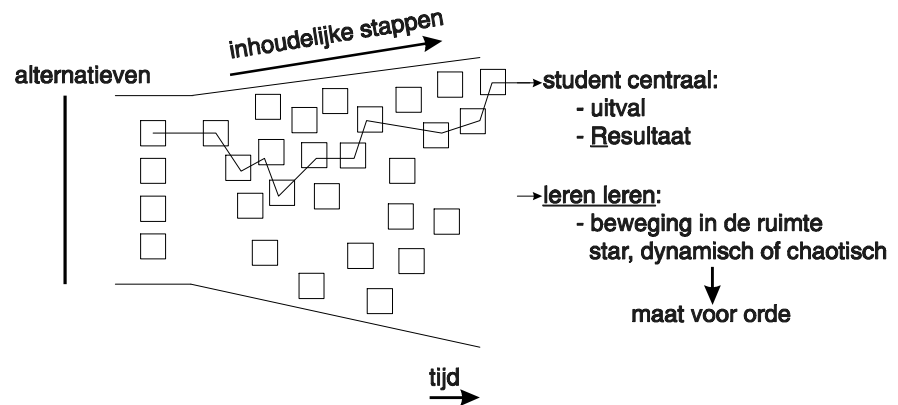 inhoudelijke stappen
alternatieven
student centraal:
- uitval
- Resultaat
leren leren:
- beweging in de ruimte
star, dynamisch of chaotisch
maat voor orde
tijd